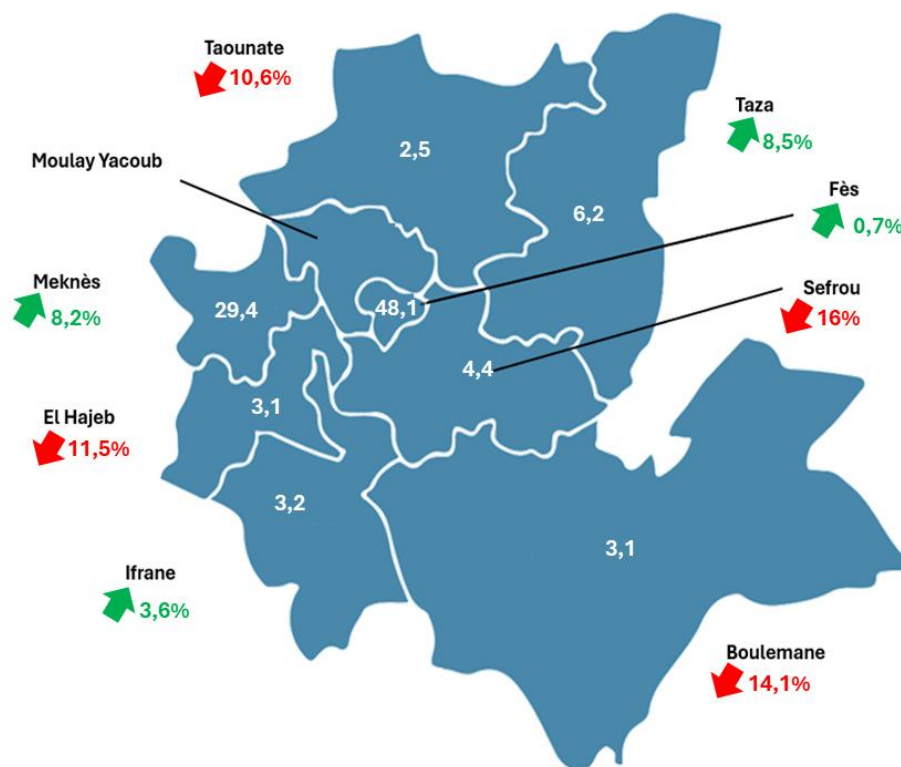 Taounate
10,6%
Taza
8,5%
2,5
Moulay Yacoub
Fès
0,7%
6,2
Meknès
8,2%
29,4
48,1
Sefrou
16%
4,4
El Hajeb
11,5%
3,1
3,2
3,1
Ifrane
3,6%
Boulemane
14,1%